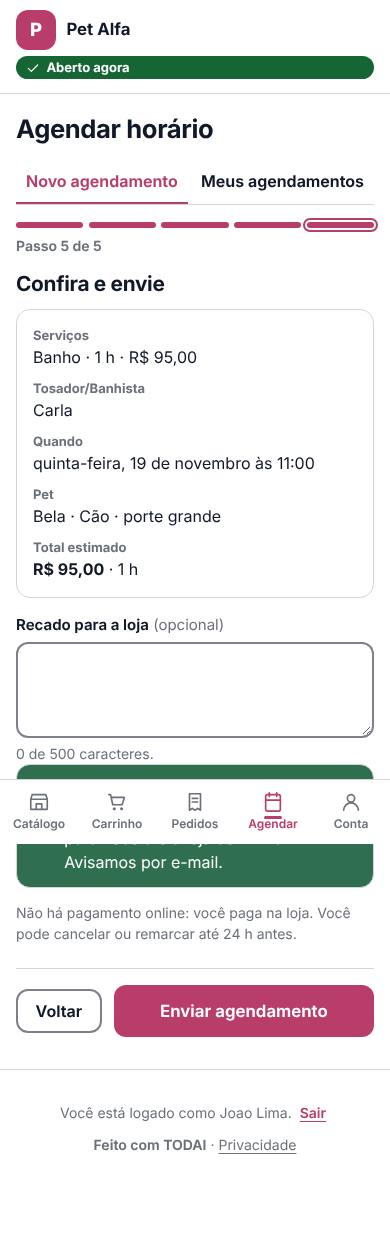 P Pet Alfa
Aberto agora
Agendar horário
Novo agendamento Meus agendamentos
Passo 5 de 5
Confira e envie
Serviços
Banho · 1 h · R$ 95,00
Tosador/Banhista
Carla
Quando
quinta-feira, 19 de novembro às 11:00
Pet
Bela · Cão · porte grande
Total estimado
R$ 95,00 · 1 h
Recado para a loja (opcional)
0 de 500 caracteres.
Catálogo Carrinho Pedidos Agendar Conta
Avisamos por e-mail.
Não há pagamento online: você paga na loja. Você
pode cancelar ou remarcar até 24 h antes.
Voltar Enviar agendamento
Você está logado como Joao Lima. Sair
Feito com TODAI · Privacidade